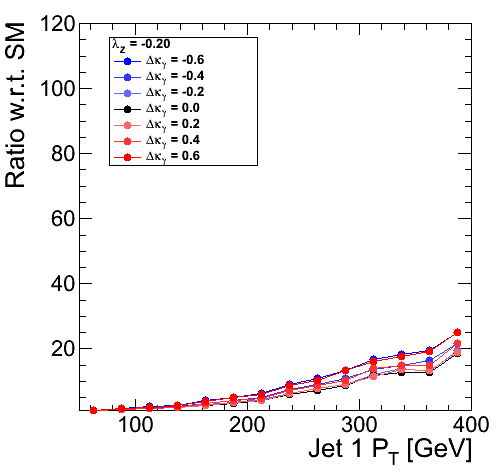 Ratio w.r.t. SM
120
100
80
60
40
20
λZ = -0.20
Δκγ = -0.6
Δκγ = -0.4
Δκγ = -0.2
Δκγ = 0.0
Δκγ = 0.2
Δκγ = 0.4
Δκγ = 0.6
100 200 300 400
Jet 1 PT [GeV]